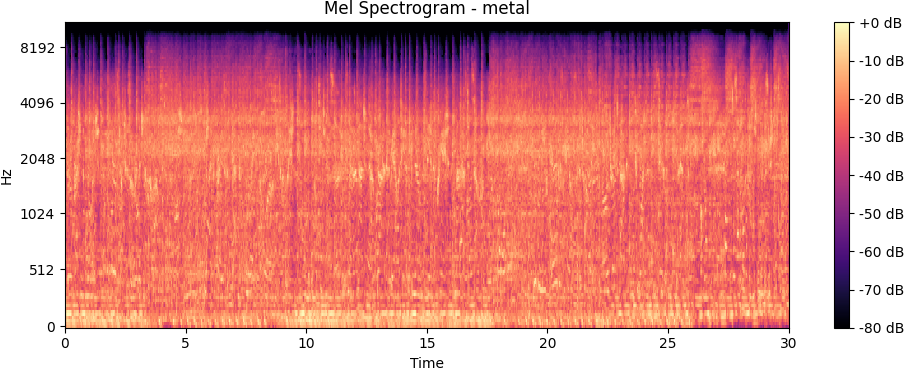 Mel Spectrogram - metal
Hz
8192
4096
2048
1024
512
0
0 5 10 15 20 25 30
Time
+0 dB
-10 dB
-20 dB
-30 dB
-40 dB
-50 dB
-60 dB
-70 dB
-80 dB